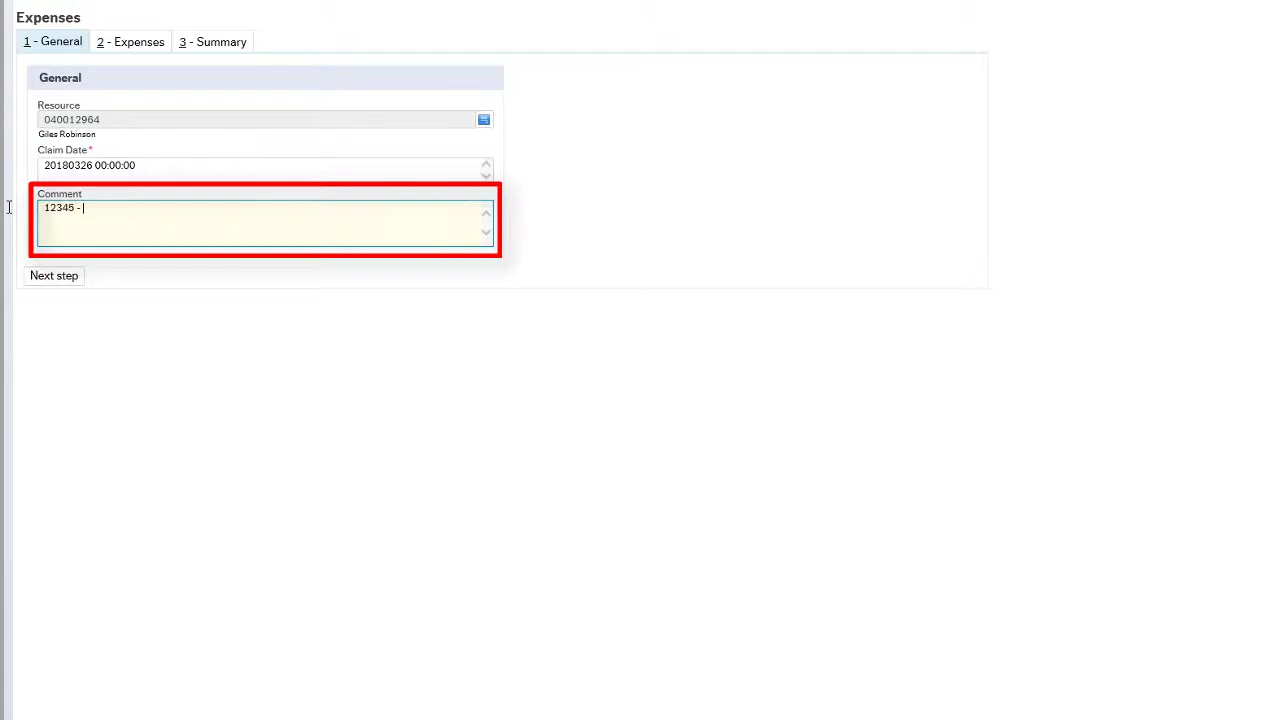 Expenses
1 - General 2 - Expenses 3 - Summary
General
Resource
040012964
Giles Robinson
Claim Date *
20180326 00:00:00
Comment
12345 -
Next step